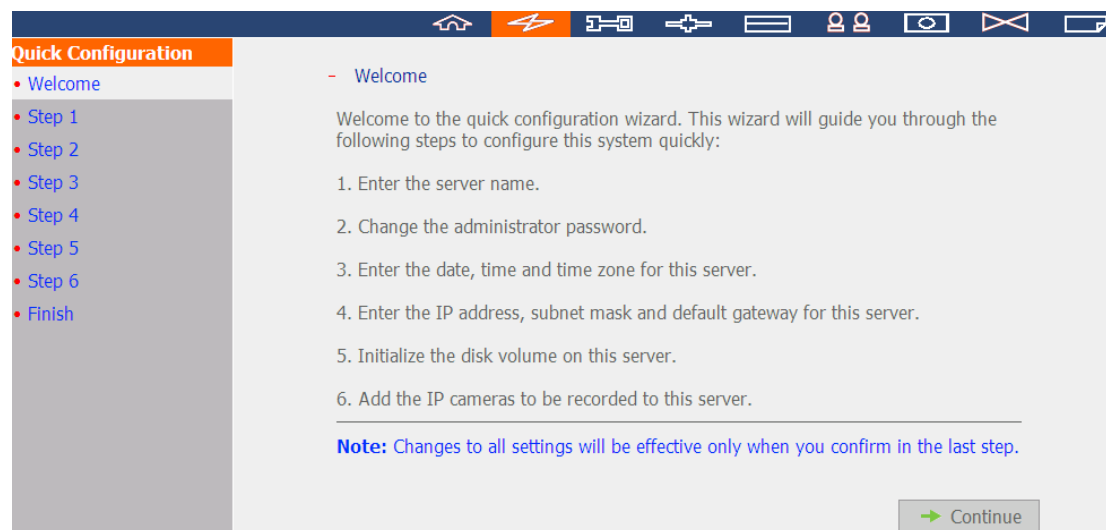 Quick Configuration
• Welcome
• Step 1
• Step 2
• Step 3
• Step 4
• Step 5
• Step 6
• Finish
- Welcome
Welcome to the quick configuration wizard. This wizard will guide you through the
following steps to configure this system quickly:
1. Enter the server name.
2. Change the administrator password.
3. Enter the date, time and time zone for this server.
4. Enter the IP address, subnet mask and default gateway for this server.
5. Initialize the disk volume on this server.
6. Add the IP cameras to be recorded to this server.
Note: Changes to all settings will be effective only when you confirm in the last step.
Continue